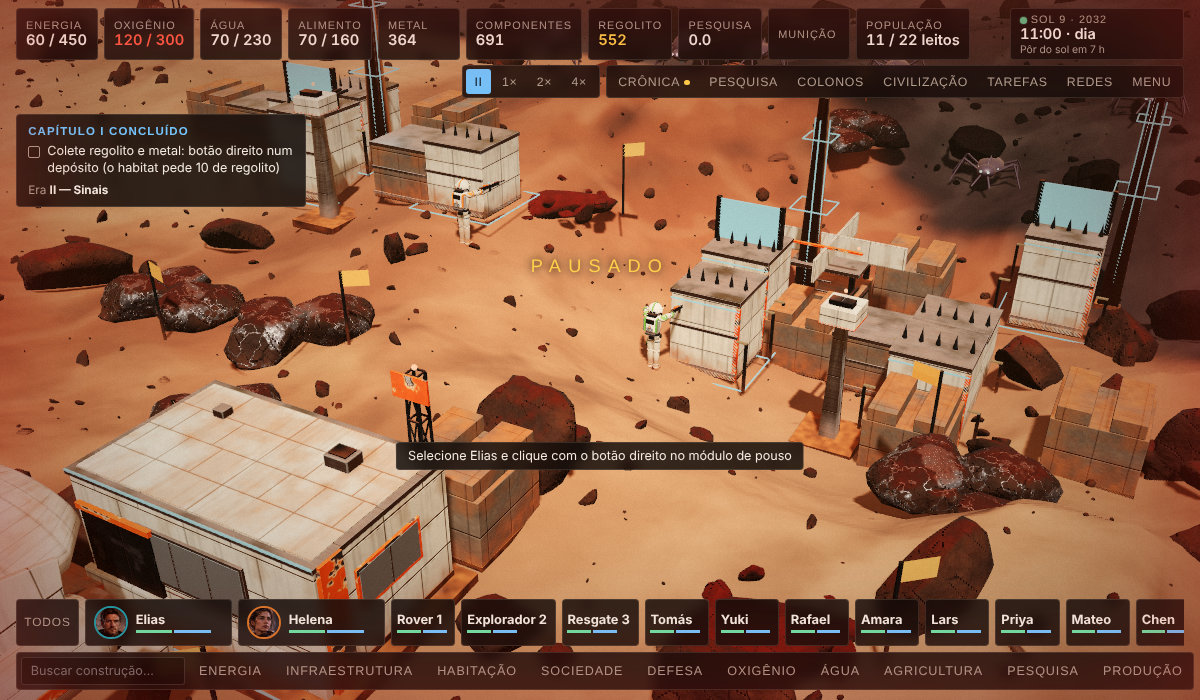 ENERGIA
60 / 450
OXIGÊNIO
120 / 300
ÁGUA
70 / 230
ALIMENTO
70 / 160
METAL
364
COMPONENTES
691
REGOLITO
552
PESQUISA
0.0
MUNIÇÃO
POPULAÇÃO
11 / 22 leitos
SOL 9 · 2032
11:00 · dia
Pôr do sol em 7 h
II 1× 2× 4×
CRÔNICA PESQUISA COLONOS CIVILIZAÇÃO TAREFAS REDES MENU
CAPÍTULO I CONCLUÍDO
Colete regolito e metal: botão direito num
depósito (o habitat pede 10 de regolito)
Era II — Sinais
PAUSADO
Selecione Elias e clique com o botão direito no módulo de pouso
TODOS Elias Helena Rover 1 Explorador 2 Resgate 3 Tomás Yuki Rafael Amara Lars Priya Mateo Chen
Buscar construção... ENERGIA INFRAESTRUTURA HABITAÇÃO SOCIEDADE DEFESA OXIGÊNIO ÁGUA AGRICULTURA PESQUISA PRODUÇÃO